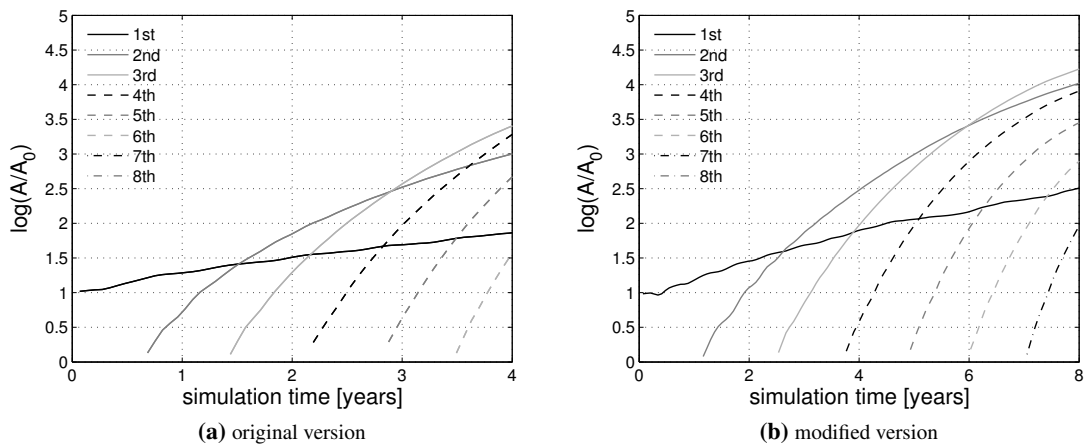 5
4.5
4
3.5
3
2.5
2
1.5
1
0.5
0
log(A/A0)
1st
2nd
3rd
4th
5th
6th
7th
8th
0 1 2 3 4
simulation time [years]
(a) original version
5
4.5
4
3.5
3
2.5
2
1.5
1
0.5
0
log(A/A0)
1st
2nd
3rd
4th
5th
6th
7th
8th
0 2 4 6 8
simulation time [years]
(b) modified version